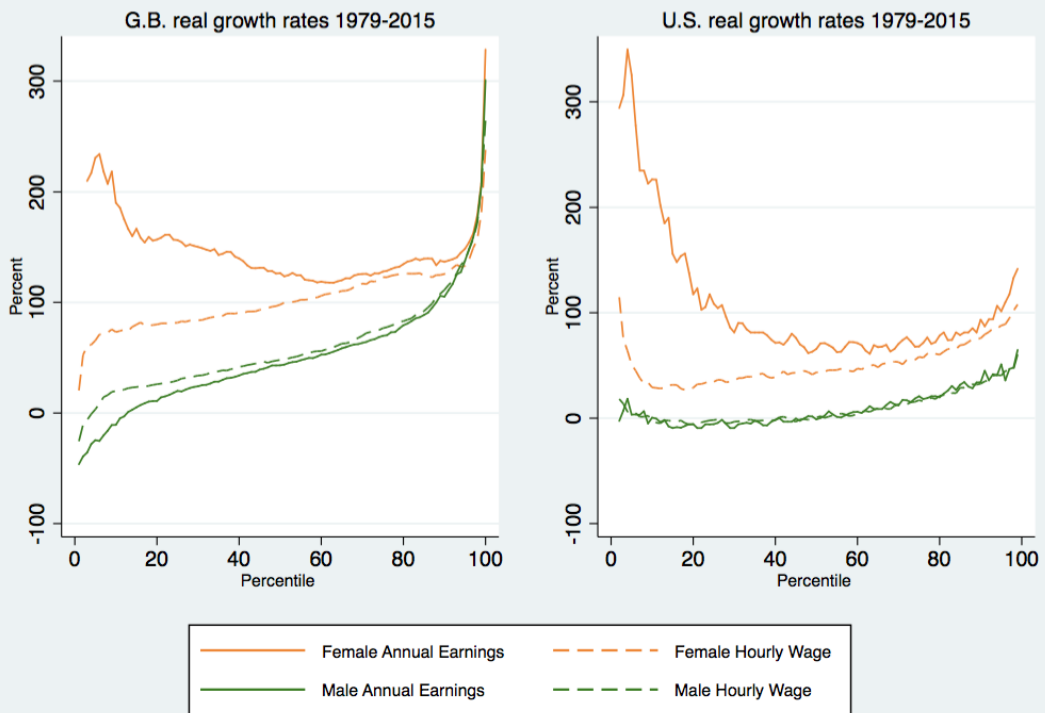 G.B. real growth rates 1979-2015
Percent
300
200
100
0
-100
0 20 40 60 80 100
Percentile
U.S. real growth rates 1979-2015
Percent
300
200
100
0
-100
0 20 40 60 80 100
Percentile
Female Annual Earnings
Female Hourly Wage
Male Annual Earnings
Male Hourly Wage